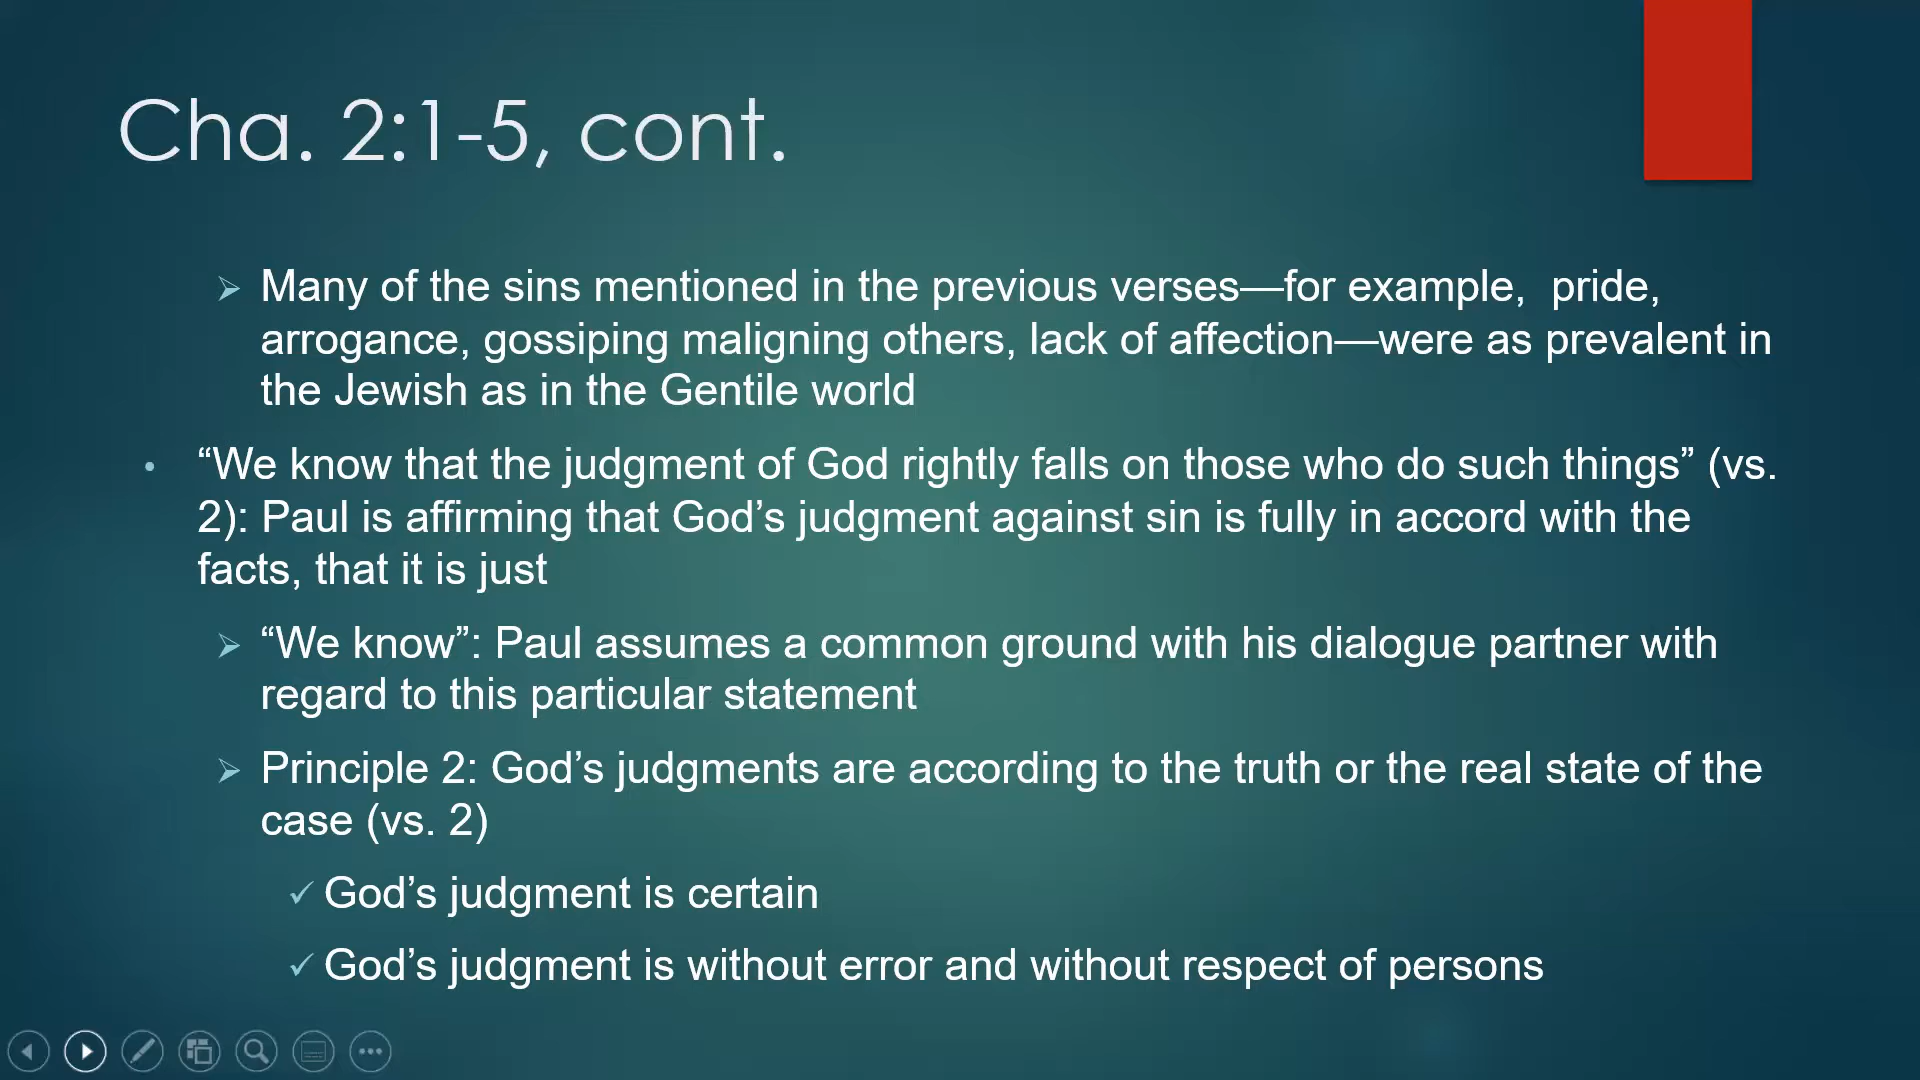 Cha. 2:1-5, cont.
Many of the sins mentioned in the previous verses—for example,  pride,
arrogance, gossiping maligning others, lack of affection—were as prevalent in
the Jewish as in the Gentile world
“We know that the judgment of God rightly falls on those who do such things” (vs.
2): Paul is affirming that God’s judgment against sin is fully in accord with the
facts, that it is just
“We know”: Paul assumes a common ground with his dialogue partner with
regard to this particular statement
Principle 2: God’s judgments are according to the truth or the real state of the
case (vs. 2)
God’s judgment is certain
God’s judgment is without error and without respect of persons